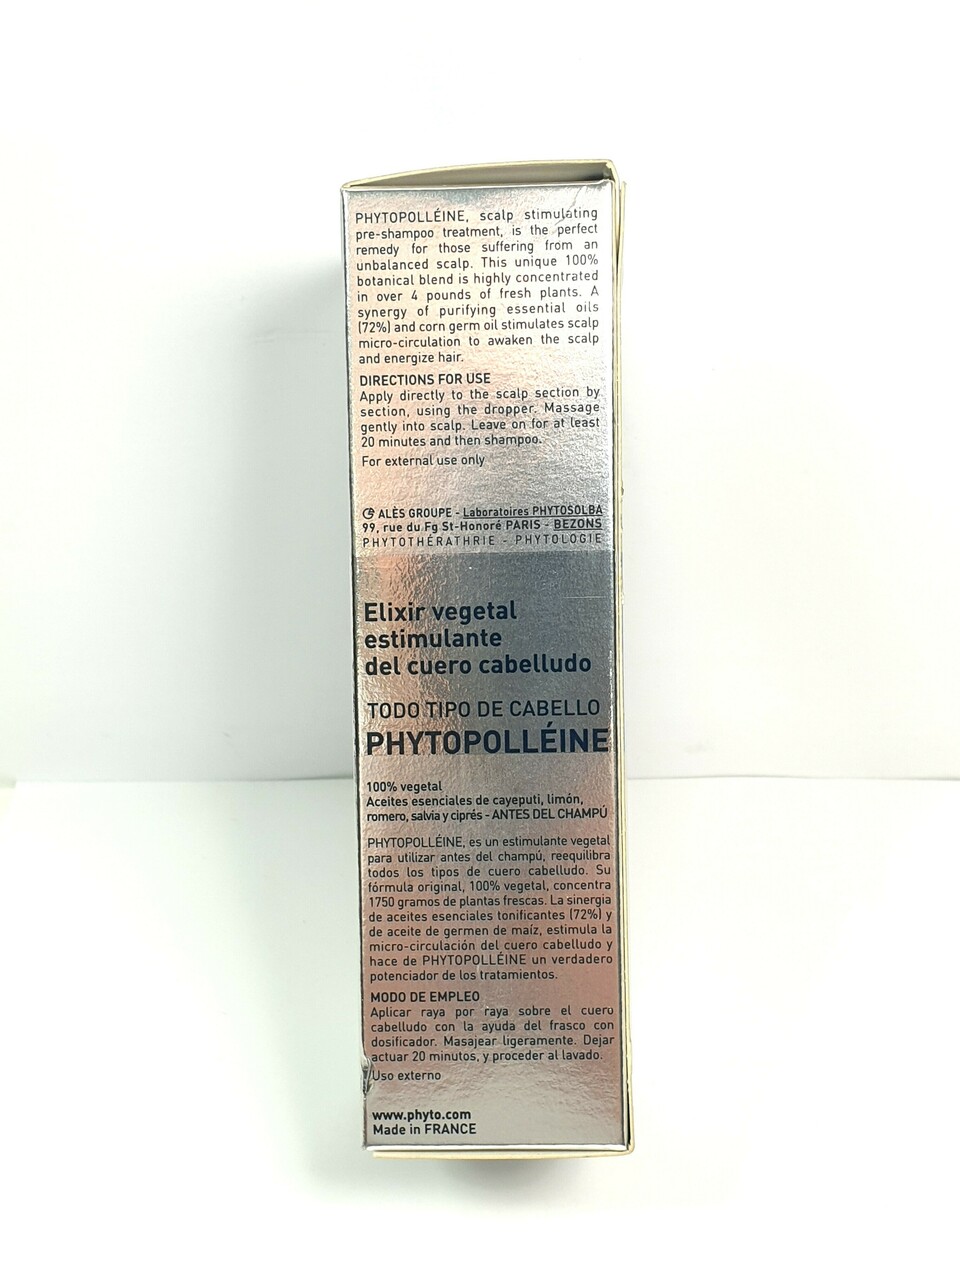 PHYTOPOLLÉINE, scalp stimulating
pre-shampoo treatment, is the perfect
remedy for those suffering from an
unbalanced scalp. This unique 100%
botanical blend is highly concentrated
in over 4 pounds of fresh plants. A
synergy of purifying essential oils
(72%) and corn germ oil stimulates scalp
micro-circulation to awaken the scalp
and energize hair.
DIRECTIONS FOR USE
Apply directly to the scalp section by
section, using the dropper. Massage
gently into scalp. Leave on for at least
20 minutes and then shampoo.
For external use only
ALÈS GROUPE - Laboratoires PHYTOSOLBA
99, rue du Fg St-Honoré PARIS - BEZONS
PHYTOTHÉRATHRIE - PHYTOLOGIE
Elixir vegetal
estimulante
del cuero cabelludo
TODO TIPO DE CABELLO
PHYTOPOLLÉINE
100% vegetal
Aceites esenciales de cayeputi, limón,
romero, salvia y ciprés - ANTES DEL CHAMPÚ
PHYTOPOLLÉINE, es un estimulante vegetal
para utilizar antes del champú, reequilibra
todos los tipos de cuero cabelludo. Su
fórmula original, 100% vegetal, concentra
1750 gramos de plantas frescas. La sinergia
de aceites esenciales tonificantes (72%) y
de aceite de germen de maíz, estimula la
micro-circulación del cuero cabelludo y
hace de PHYTOPOLLÉINE un verdadero
potenciador de los tratamientos.
MODO DE EMPLEO
Aplicar raya por raya sobre el cuero
cabelludo con la ayuda del frasco con
dosificador. Masajear ligeramente. Dejar
actuar 20 minutos, y proceder al lavado.
Uso externo
www.phyto.com
Made in FRANCE